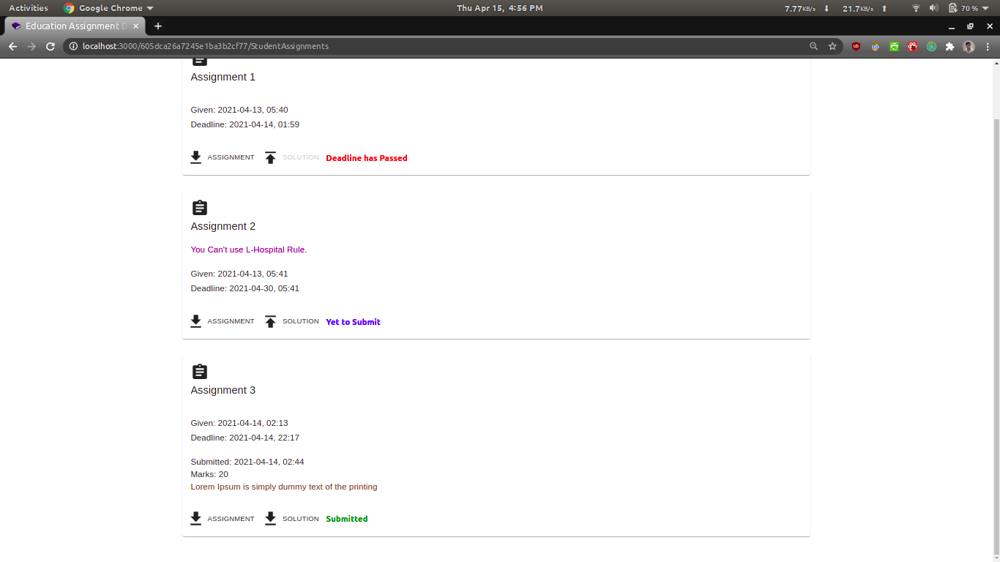 Activities Google Chrome Thu Apr 15, 4:56 PM 7.77KB/s 21.7KB/s 70 %
Education Assignment
localhost:3000/605dca26a7245e1ba3b2cf77/StudentAssignments
Assignment 1
Given: 2021-04-13, 05:40
Deadline: 2021-04-14, 01:59
ASSIGNMENT SOLUTION Deadline has Passed
Assignment 2
You Can't use L-Hospital Rule.
Given: 2021-04-13, 05:41
Deadline: 2021-04-30, 05:41
ASSIGNMENT SOLUTION Yet to Submit
Assignment 3
Given: 2021-04-14, 02:13
Deadline: 2021-04-14, 22:17
Submitted: 2021-04-14, 02:44
Marks: 20
Lorem Ipsum is simply dummy text of the printing
ASSIGNMENT SOLUTION Submitted